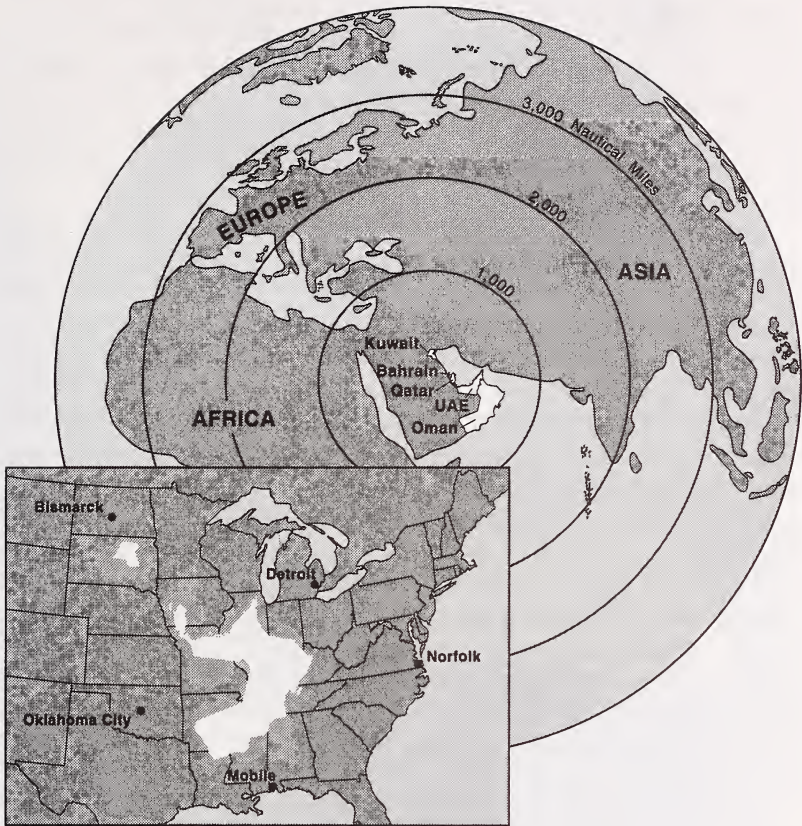 3,000 Nautical Miles
2,000
1,000
EUROPE
ASIA
AFRICA
Kuwait
Bahrain
Qatar
UAE
Oman
Bismarck
Detroit
Norfolk
Oklahoma City
Mobile